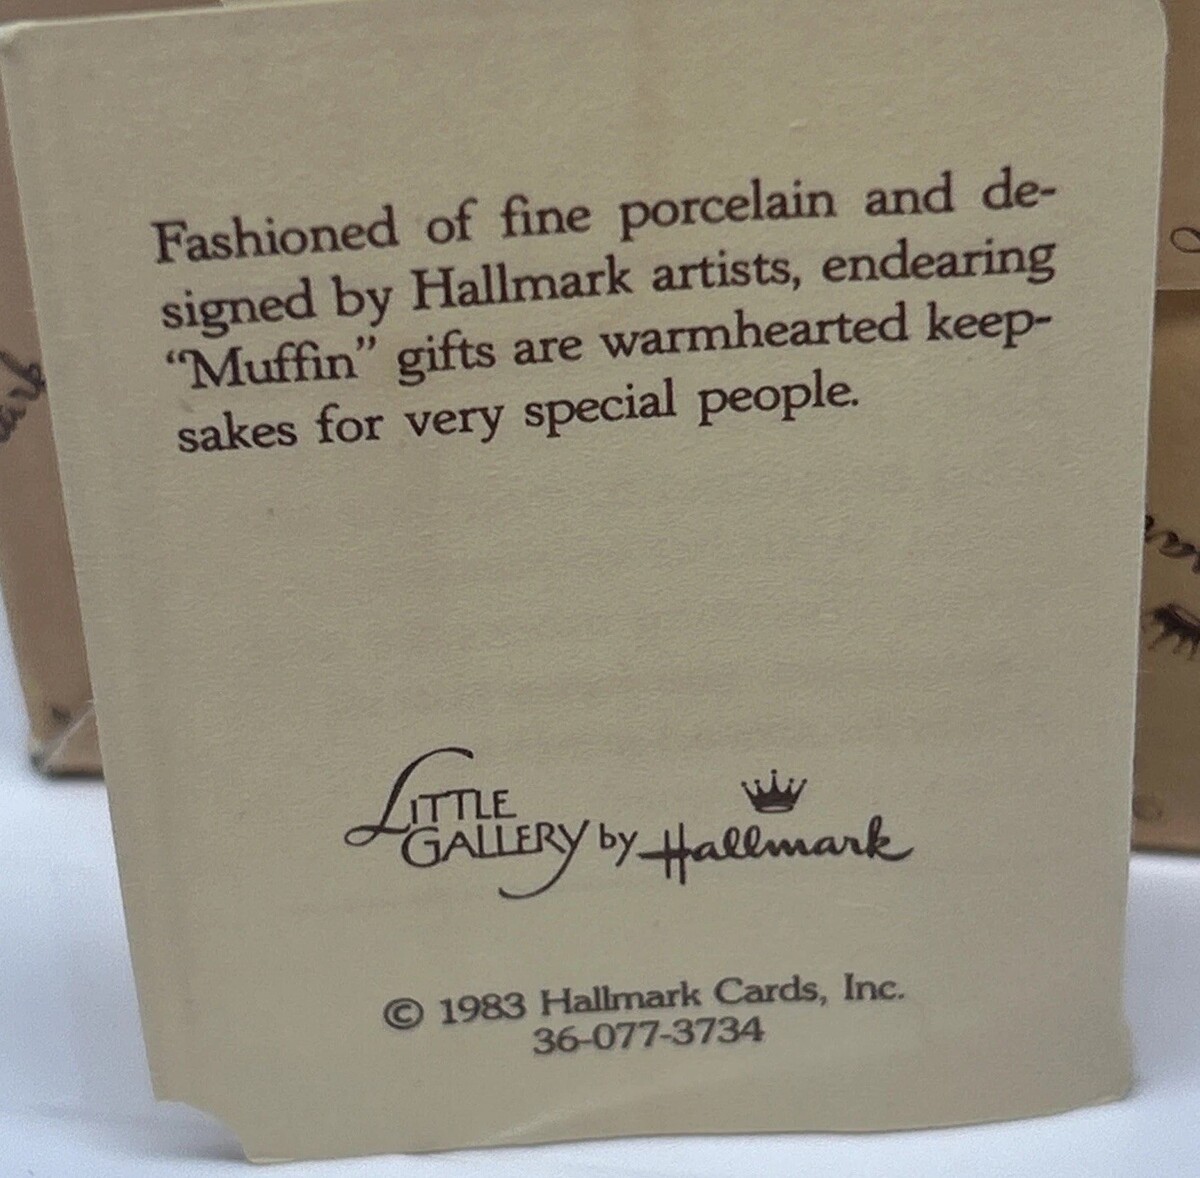 Fashioned of fine porcelain and de-
signed by Hallmark artists, endearing
“Muffin” gifts are warmhearted keep-
sakes for very special people.
LITTLE
GALLERY by Hallmark
© 1983 Hallmark Cards, Inc.
36-077-3734